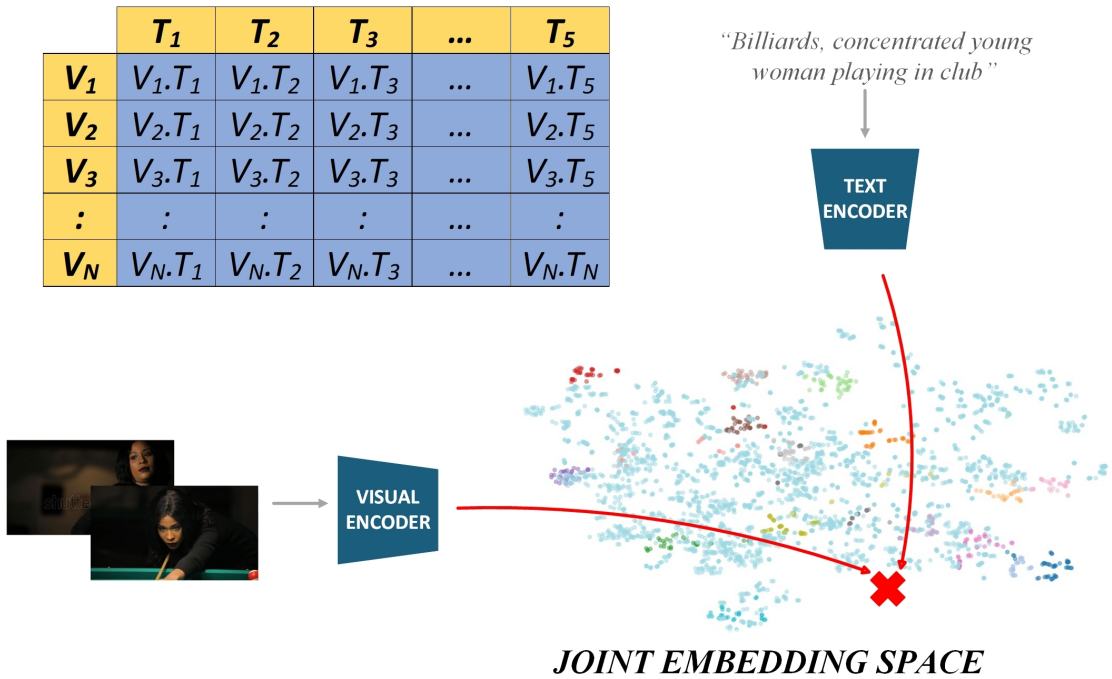 T1 T2 T3 ... T5
V1 V1.T1 V1.T2 V1.T3 ... V1.T5
V2 V2.T1 V2.T2 V2.T3 ... V2.T5
V3 V3.T1 V3.T2 V3.T3 ... V3.T5
: : : : ... :
VN VN.T1 VN.T2 VN.T3 ... VN.TN
“Billiards, concentrated young
woman playing in club”
TEXT
ENCODER
VISUAL
ENCODER
JOINT EMBEDDING SPACE